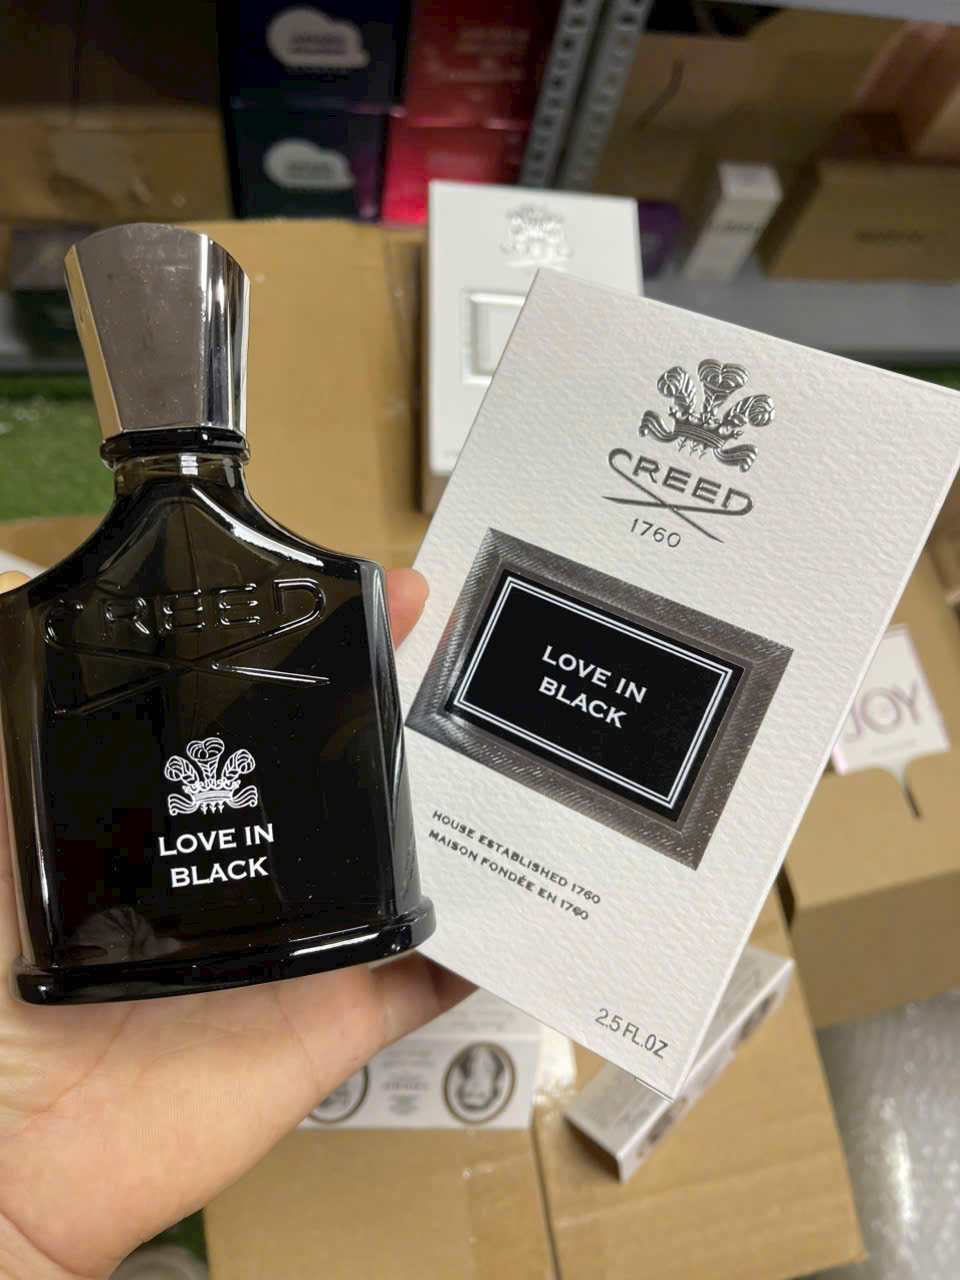 CREED
LOVE IN
BLACK
CREED
1760
LOVE IN
BLACK
HOUSE ESTABLISHED 1760
MAISON FONDÉE EN 1760
2.5 FL.OZ
JOY